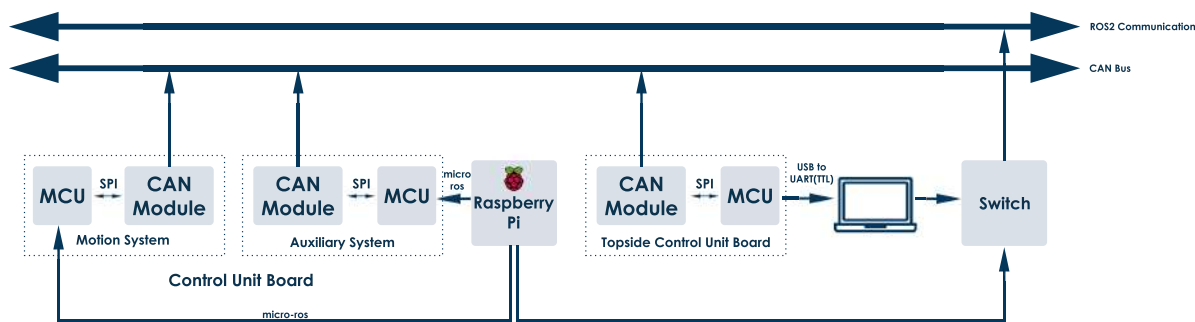 ROS2 Communication
CAN Bus
MCU
SPI
CAN
Module
Motion System
CAN
Module
SPI
MCU
Auxiliary System
micro
ros
Raspberry
Pi
CAN
Module
SPI
MCU
Topside Control Unit Board
USB to
UART(TTL)
Switch
Control Unit Board
micro-ros